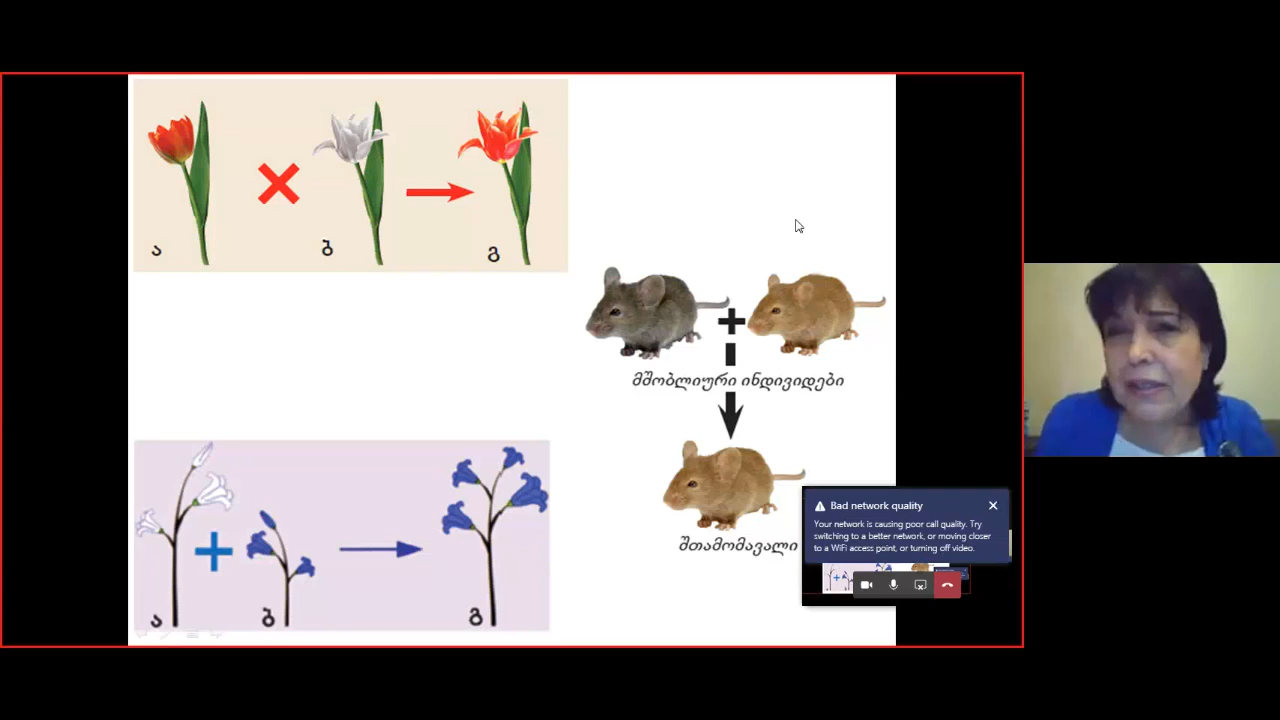 ა
ბ
გ
მშობლიური ინდივიდები
შთამომავალი
ა
ბ
გ
Bad network quality
Your network is causing poor call quality. Try
switching to a better network, or moving closer
to a WiFi access point, or turning off video.